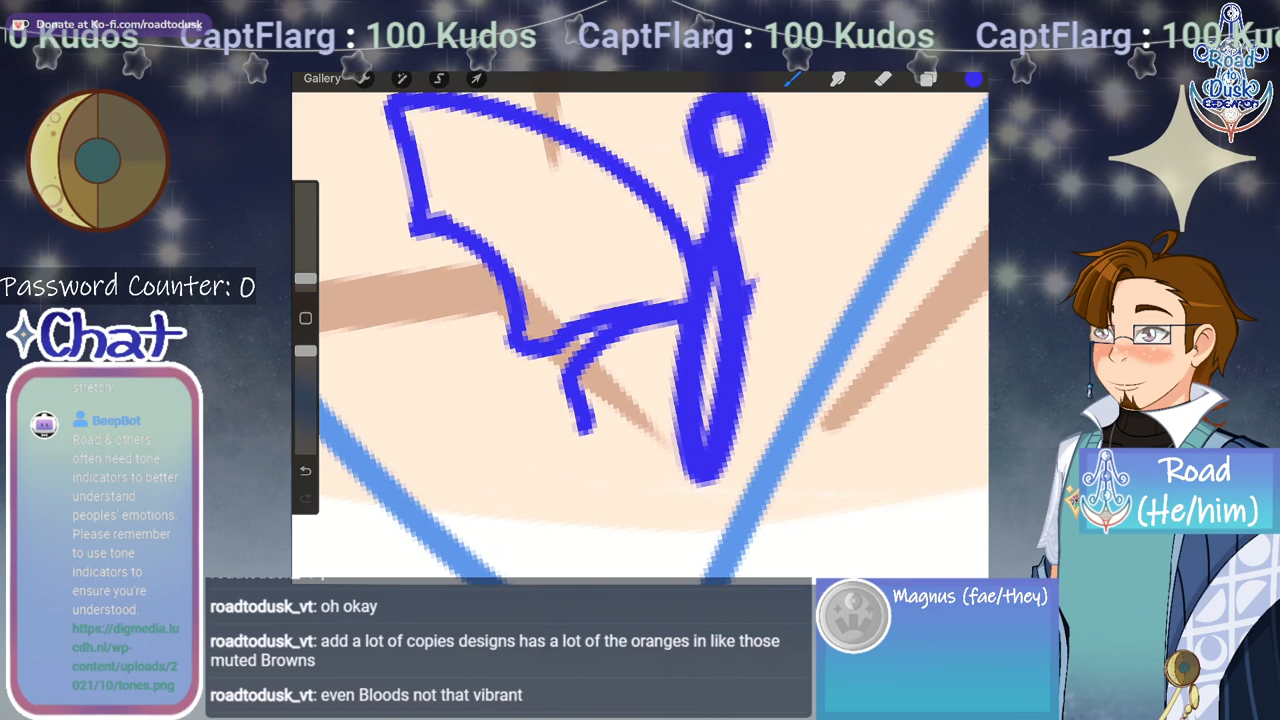 Donate at Ko-fi.com/roadtodusk
0 Kudos CaptFlarg : 100 Kudos CaptFlarg : 100 Kudos CaptFlarg : 100
Road
to
Dusk
Gallery
Password Counter: 0
Chat
stretch!
BeepBot
Road & others
often need tone
indicators to better
understand
peoples' emotions.
Please remember
to use tone
indicators to
ensure you're
understood.
https://digmedia.lu
cdh.nl/wp-
content/uploads/2
021/10/tones.png
roadtodusk_vt: oh okay
roadtodusk_vt: add a lot of copies designs has a lot of the oranges in like those
muted Browns
roadtodusk_vt: even Bloods not that vibrant
Magnus (fae/they)
Road
(He/him)